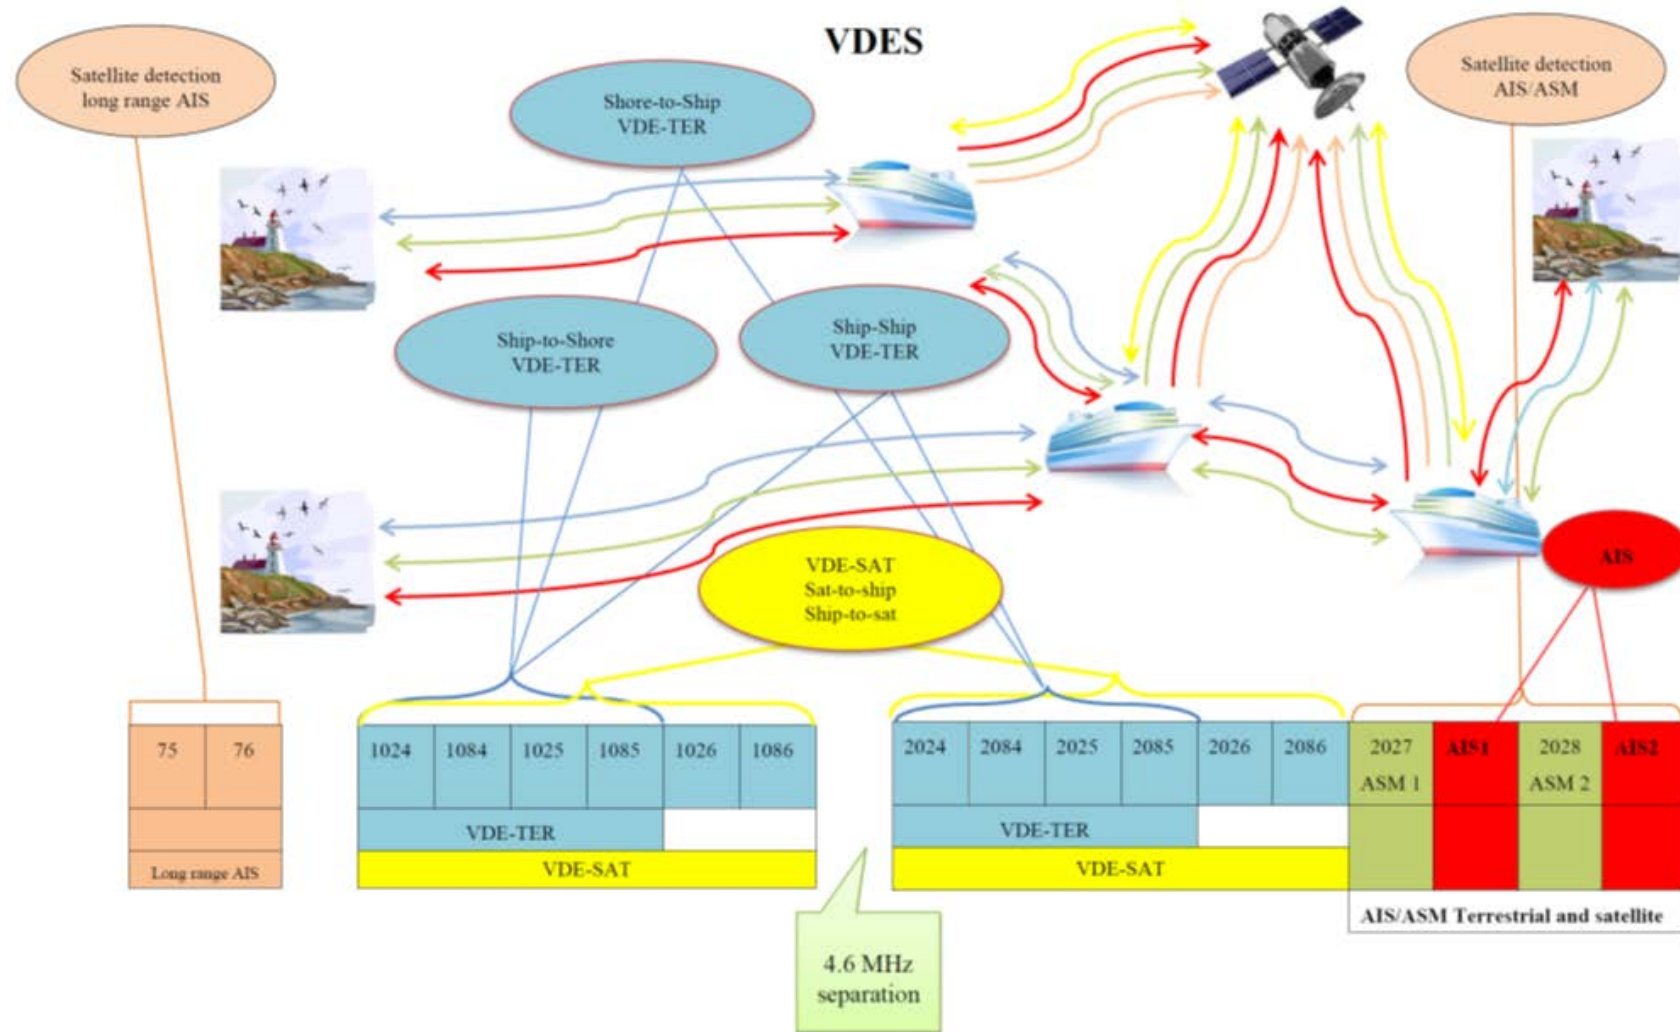 VDES
Satellite detection
long range AIS
Shore-to-Ship
VDE-TER
Satellite detection
AIS/ASM
Ship-to-Shore
VDE-TER
Ship-Ship
VDE-TER
VDE-SAT
Sat-to-ship
Ship-to-sat
AIS
75 76
Long range AIS
1024 1084 1025 1085 1026 1086
VDE-TER
VDE-SAT
2024 2084 2025 2085 2026 2086
VDE-TER
VDE-SAT
2027 AIS1 2028 AIS2
ASM 1 ASM 2
AIS/ASM Terrestrial and satellite
4.6 MHz
separation